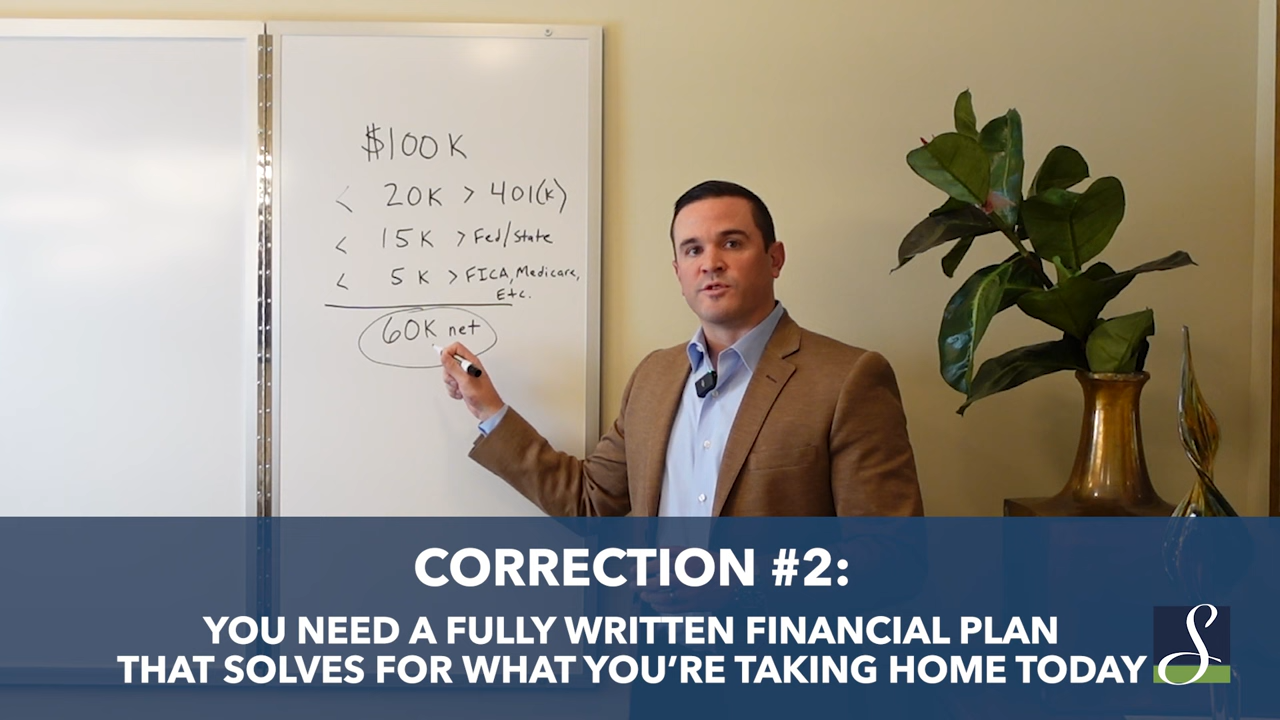 $100K
< 20K > 401(k)
< 15K > Fed/State
< 5K > FICA, Medicare,
Etc.
60K net
CORRECTION #2:
YOU NEED A FULLY WRITTEN FINANCIAL PLAN
THAT SOLVES FOR WHAT YOU'RE TAKING HOME TODAY
S